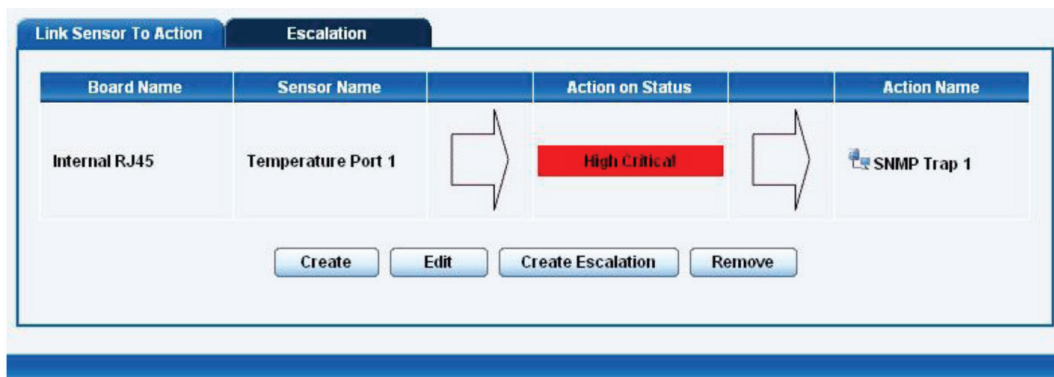 Link Sensor To Action Escalation
Board Name Sensor Name Action on Status Action Name
Internal RJ45 Temperature Port 1 High Critical SNMP Trap 1
Create Edit Create Escalation Remove